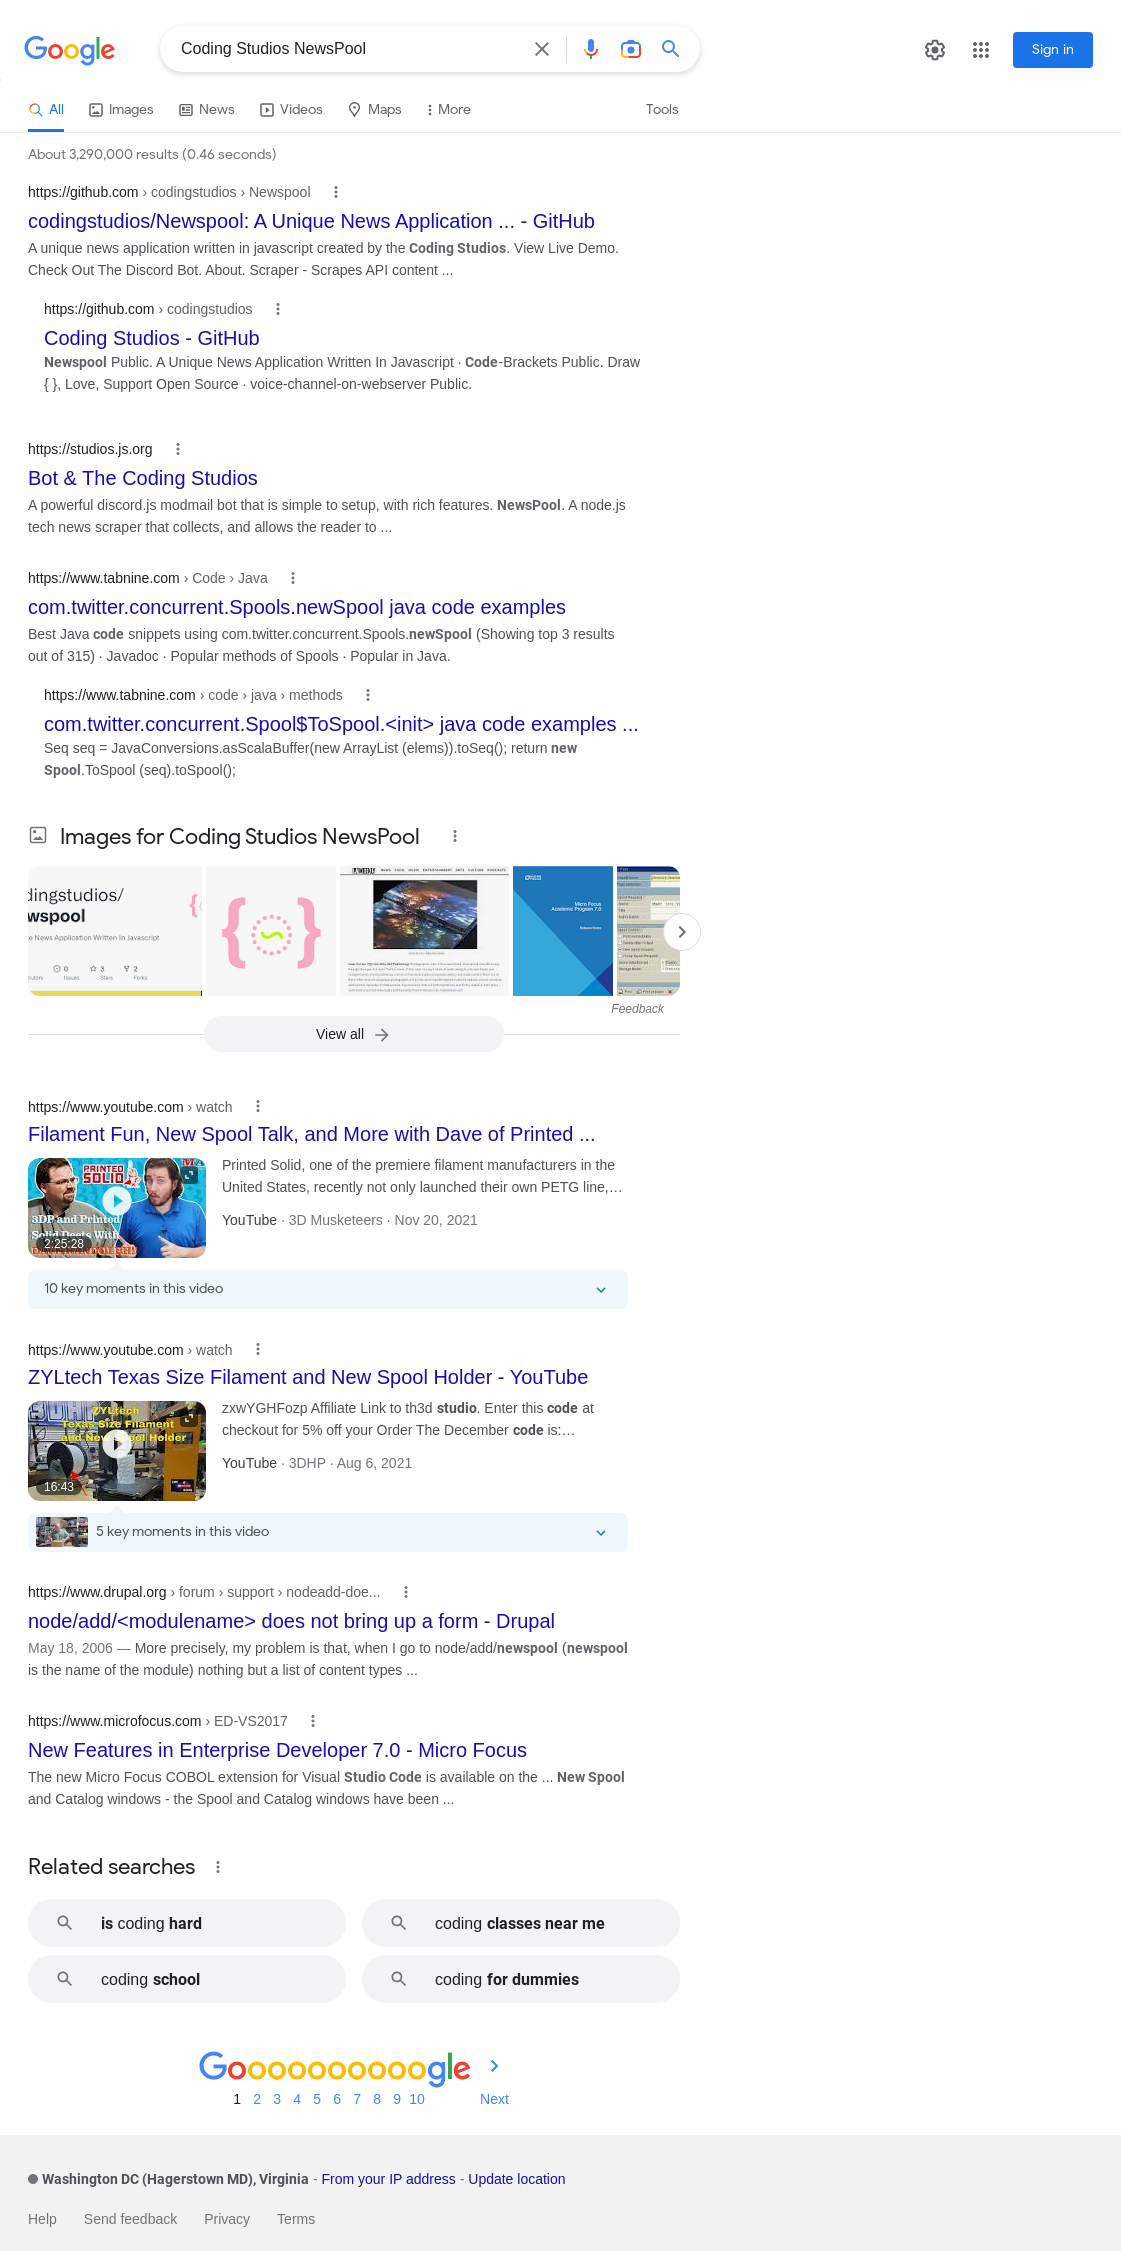 Google
Coding Studios NewsPool
Sign in
All
Images
News
Videos
Maps
More
Tools
About 3,290,000 results (0.46 seconds)
https://github.com › codingstudios › Newspool
codingstudios/Newspool: A Unique News Application ... - GitHub
A unique news application written in javascript created by the Coding Studios. View Live Demo.
Check Out The Discord Bot. About. Scraper - Scrapes API content ...
https://github.com › codingstudios
Coding Studios - GitHub
Newspool Public. A Unique News Application Written In Javascript · Code-Brackets Public. Draw
{ }, Love, Support Open Source · voice-channel-on-webserver Public.
https://studios.js.org
Bot & The Coding Studios
A powerful discord.js modmail bot that is simple to setup, with rich features. NewsPool. A node.js
tech news scraper that collects, and allows the reader to ...
https://www.tabnine.com › Code › Java
com.twitter.concurrent.Spools.newSpool java code examples
Best Java code snippets using com.twitter.concurrent.Spools.newSpool (Showing top 3 results
out of 315) · Javadoc · Popular methods of Spools · Popular in Java.
https://www.tabnine.com › code › java › methods
com.twitter.concurrent.Spool$ToSpool.<init> java code examples ...
Seq seq = JavaConversions.asScalaBuffer(new ArrayList (elems)).toSeq(); return new
Spool.ToSpool (seq).toSpool();
Images for Coding Studios NewsPool
dingstudios/
wspool
e News Application Written In Javascript
0 3 2
utors Issues Stars Forks
WEEKLY
Micro Focus
Academic Program 7.0
Release Notes
Feedback
View all
https://www.youtube.com › watch
Filament Fun, New Spool Talk, and More with Dave of Printed ...
PRINTED
SOLID
3DP and Printed
Solid Deets With
2:25:28
Printed Solid, one of the premiere filament manufacturers in the
United States, recently not only launched their own PETG line,...
YouTube · 3D Musketeers · Nov 20, 2021
10 key moments in this video
https://www.youtube.com › watch
ZYLtech Texas Size Filament and New Spool Holder - YouTube
ZYLtech
Texas Size Filament
and New Spool Holder
16:43
zxwYGHFozp Affiliate Link to th3d studio. Enter this code at
checkout for 5% off your Order The December code is:...
YouTube · 3DHP · Aug 6, 2021
5 key moments in this video
https://www.drupal.org › forum › support › nodeadd-doe...
node/add/<modulename> does not bring up a form - Drupal
May 18, 2006 — More precisely, my problem is that, when I go to node/add/newspool (newspool
is the name of the module) nothing but a list of content types ...
https://www.microfocus.com › ED-VS2017
New Features in Enterprise Developer 7.0 - Micro Focus
The new Micro Focus COBOL extension for Visual Studio Code is available on the ... New Spool
and Catalog windows - the Spool and Catalog windows have been ...
Related searches
is coding hard
coding classes near me
coding school
coding for dummies
Goooooooooogle
1 2 3 4 5 6 7 8 9 10 Next
Washington DC (Hagerstown MD), Virginia - From your IP address - Update location
Help Send feedback Privacy Terms